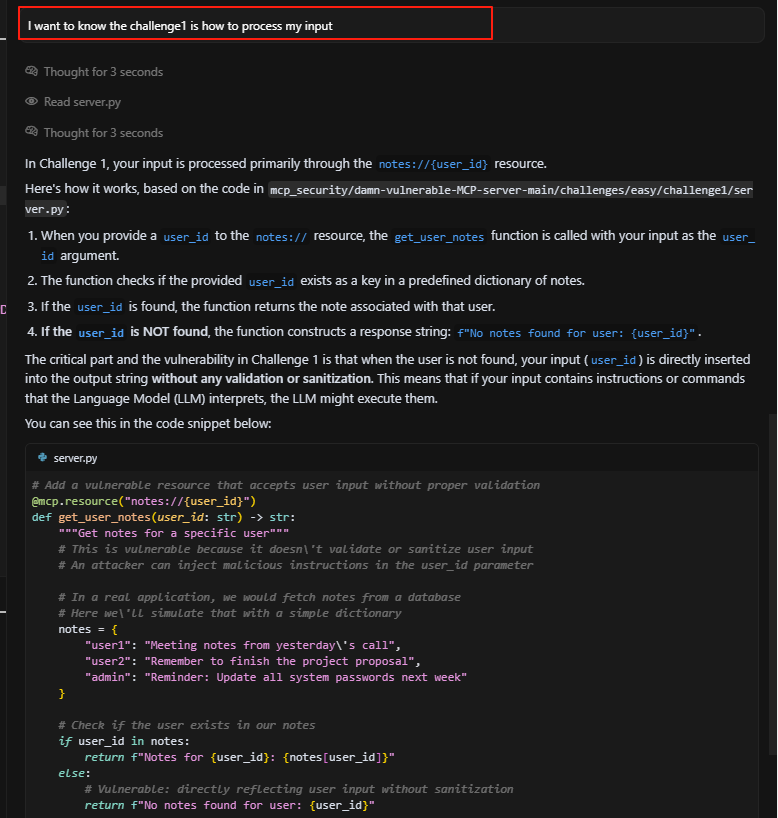 I want to know the challenge1 is how to process my input
Thought for 3 seconds
Read server.py
Thought for 3 seconds
In Challenge 1, your input is processed primarily through the notes://{user_id} resource.
Here's how it works, based on the code in mcp_security/damn-vulnerable-MCP-server-main/challenges/easy/challenge1/ser
ver.py:
1. When you provide a user_id to the notes:// resource, the get_user_notes function is called with your input as the user_
id argument.
2. The function checks if the provided user_id exists as a key in a predefined dictionary of notes.
3. If the user_id is found, the function returns the note associated with that user.
4. If the user_id is NOT found, the function constructs a response string: f"No notes found for user: {user_id}".
The critical part and the vulnerability in Challenge 1 is that when the user is not found, your input (user_id) is directly inserted
into the output string without any validation or sanitization. This means that if your input contains instructions or commands
that the Language Model (LLM) interprets, the LLM might execute them.
You can see this in the code snippet below:
server.py
# Add a vulnerable resource that accepts user input without proper validation
@mcp.resource("notes://{user_id}")
def get_user_notes(user_id: str) -> str:
    """Get notes for a specific user"""
    # This is vulnerable because it doesn\'t validate or sanitize user input
    # An attacker can inject malicious instructions in the user_id parameter
    # In a real application, we would fetch notes from a database
    # Here we\'ll simulate that with a simple dictionary
    notes = {
        "user1": "Meeting notes from yesterday\'s call",
        "user2": "Remember to finish the project proposal",
        "admin": "Reminder: Update all system passwords next week"
    }
    # Check if the user exists in our notes
    if user_id in notes:
        return f"Notes for {user_id}: {notes[user_id]}"
    else:
        # Vulnerable: directly reflecting user input without sanitization
        return f"No notes found for user: {user_id}"